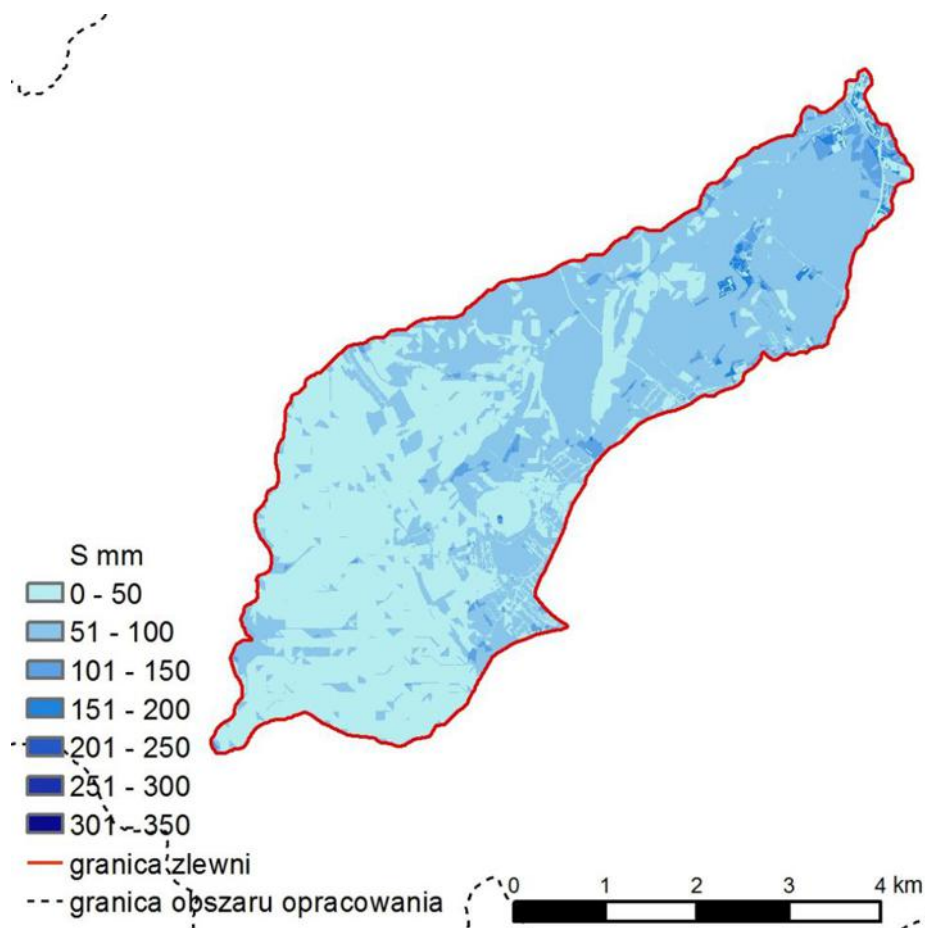 S mm
0 - 50
51 - 100
101 - 150
151 - 200
201 - 250
251 - 300
301 - 350
granica zlewni
granica obszaru opracowania
0 1 2 3 4 km